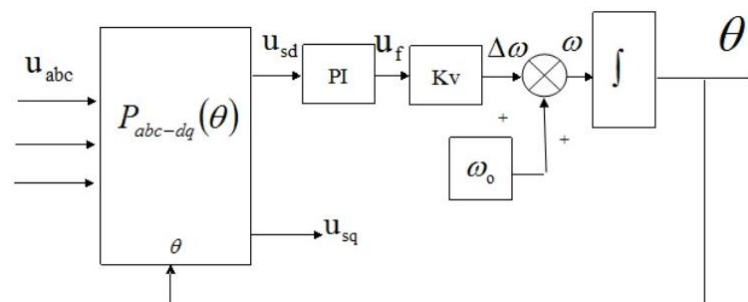 u_abc
P_abc-dq(θ)
θ
u_sd
PI
u_f
Kv
Δω
ω
∫
θ
+
+
ω_o
u_sq